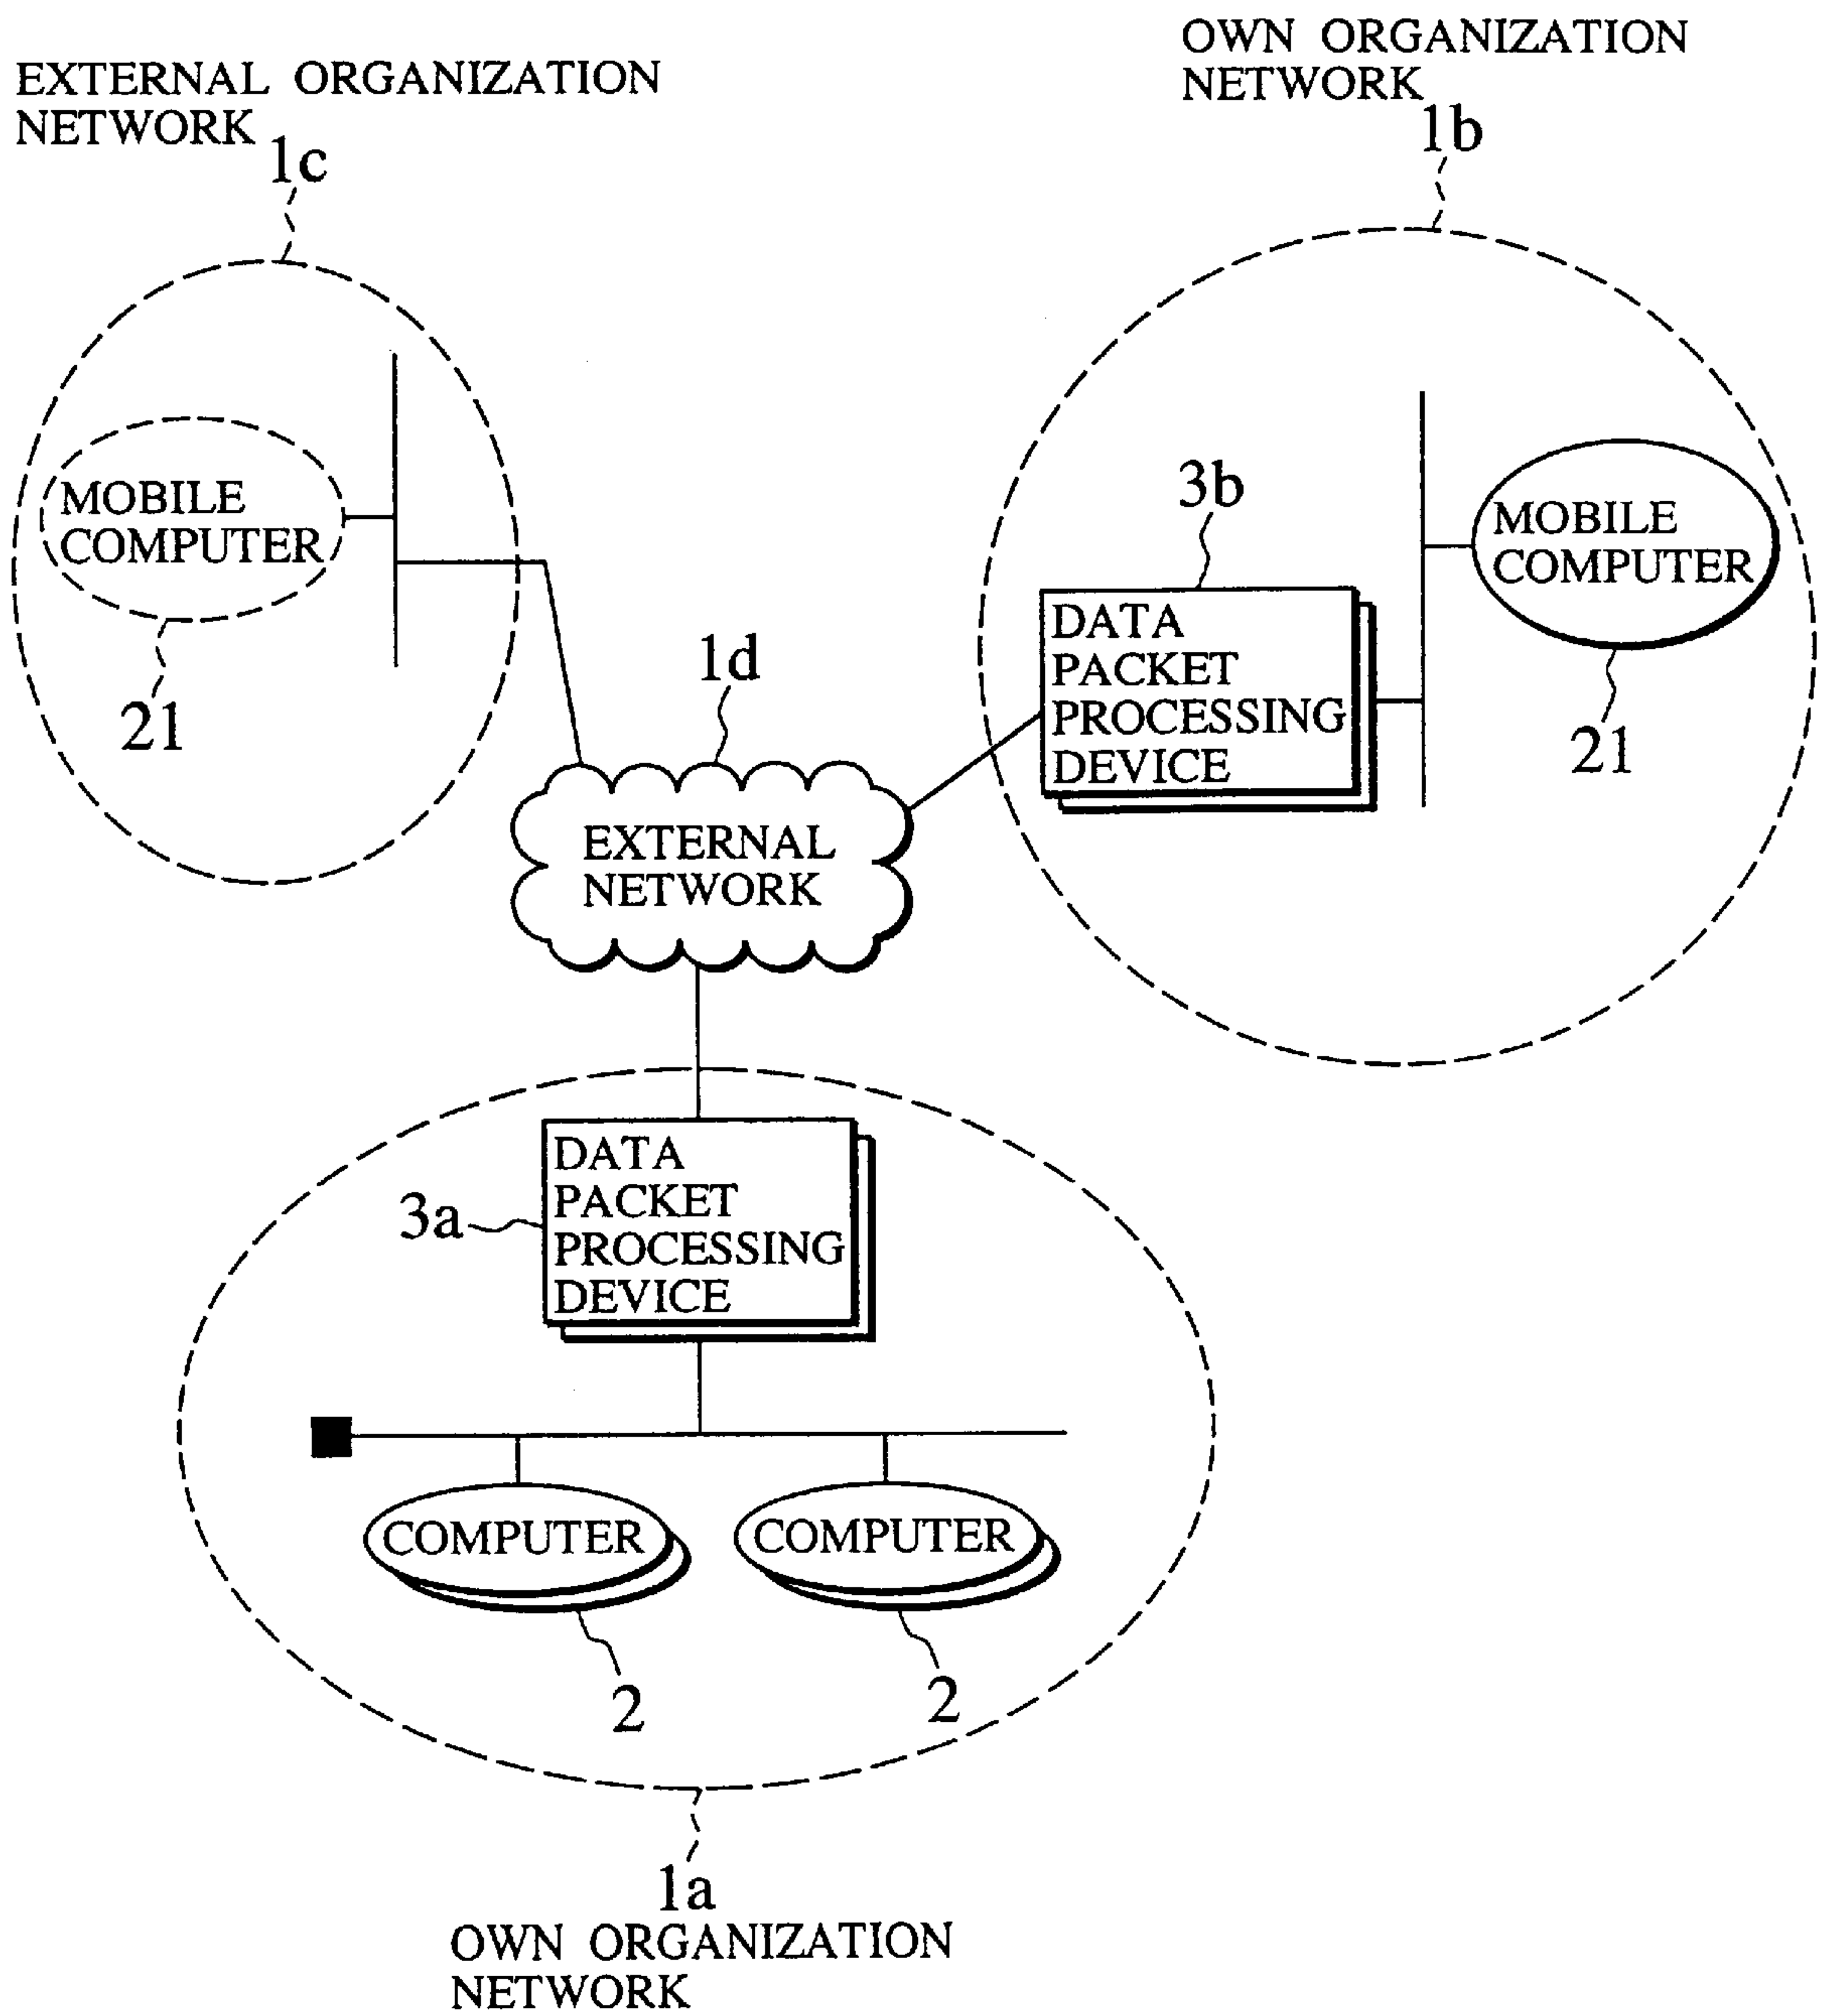 OWN ORGANIZATION
NETWORK
1b
EXTERNAL ORGANIZATION
NETWORK
1c
MOBILE
COMPUTER
21
3b
DATA
PACKET
PROCESSING
DEVICE
MOBILE
COMPUTER
21
1d
EXTERNAL
NETWORK
3a
DATA
PACKET
PROCESSING
DEVICE
COMPUTER
COMPUTER
2
2
1a
OWN ORGANIZATION
NETWORK